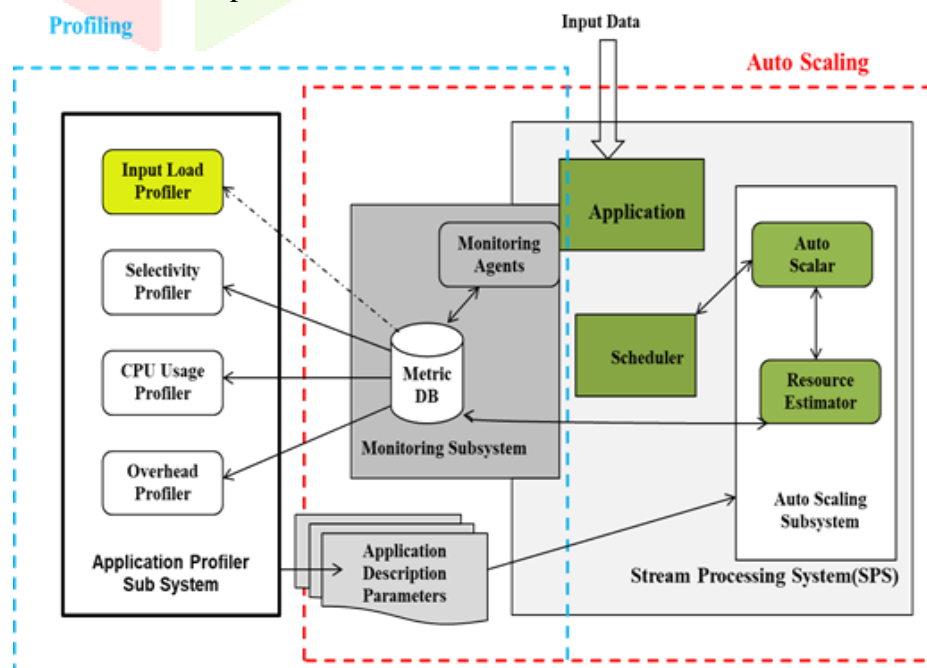 Profiling
Input Data
Auto Scaling
Input Load
Profiler
Selectivity
Profiler
CPU Usage
Profiler
Overhead
Profiler
Application Profiler
Sub System
Monitoring
Agents
Metric
DB
Monitoring Subsystem
Application
Description
Parameters
Application
Scheduler
Auto
Scalar
Resource
Estimator
Auto Scaling
Subsystem
Stream Processing System(SPS)